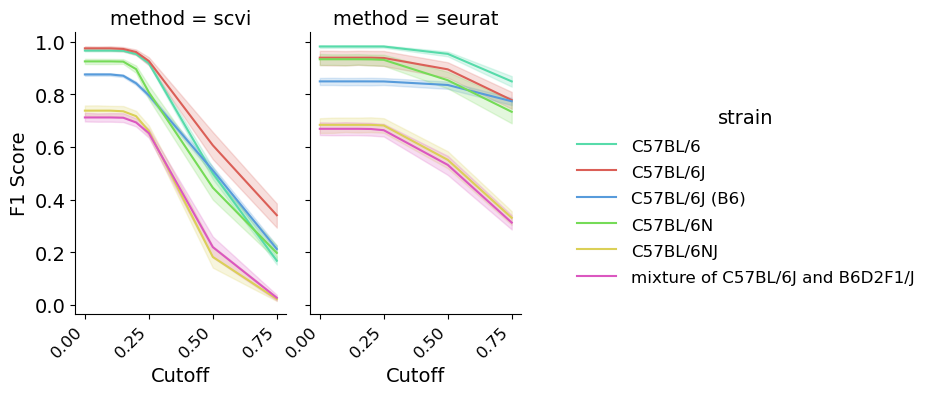 method = scvi
method = seurat
1.0
0.8
0.6
0.4
0.2
0.0
F1 Score
0.00
0.25
0.50
0.75
Cutoff
0.00
0.25
0.50
0.75
Cutoff
strain
C57BL/6
C57BL/6J
C57BL/6J (B6)
C57BL/6N
C57BL/6NJ
mixture of C57BL/6J and B6D2F1/J